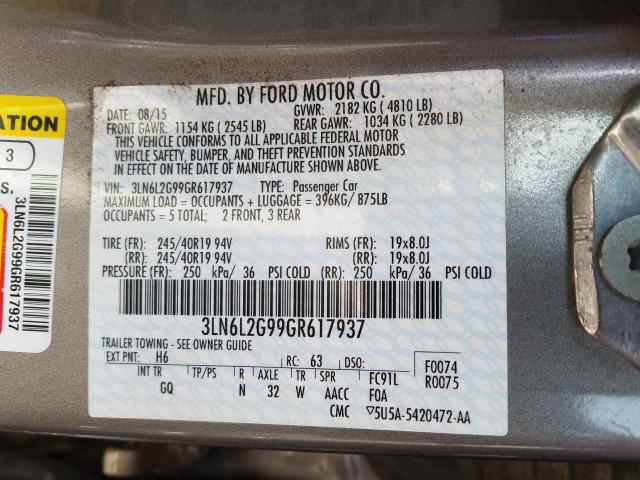 MFD. BY FORD MOTOR CO.
DATE: 08/15 GVWR: 2182 KG ( 4810 LB)
FRONT GAWR: 1154 KG ( 2545 LB) REAR GAWR: 1034 KG ( 2280 LB)
THIS VEHICLE CONFORMS TO ALL APPLICABLE FEDERAL MOTOR
VEHICLE SAFETY, BUMPER, AND THEFT PREVENTION STANDARDS
IN EFFECT ON THE DATE OF MANUFACTURE SHOWN ABOVE.
VIN: 3LN6L2G99GR617937 TYPE: Passenger Car
MAXIMUM LOAD = OCCUPANTS + LUGGAGE = 396KG/ 875LB
OCCUPANTS = 5 TOTAL; 2 FRONT, 3 REAR
TIRE (FR): 245/40R19 94V RIMS (FR): 19x8.0J
(RR): 245/40R19 94V (RR): 19x8.0J
PRESSURE (FR): 250 kPa/ 36 PSI COLD (RR): 250 kPa/ 36 PSI COLD
3LN6L2G99GR617937
TRAILER TOWING - SEE OWNER GUIDE
EXT PNT: H6 RC: 63 DSO: F0074
INT TR TP/PS R AXLE TR SPR FC91L R0075
GQ N 32 W AACC FOA
CMC ▽5U5A-5420472-AA
ATION
3
S.
3LN6L2G99GR617937